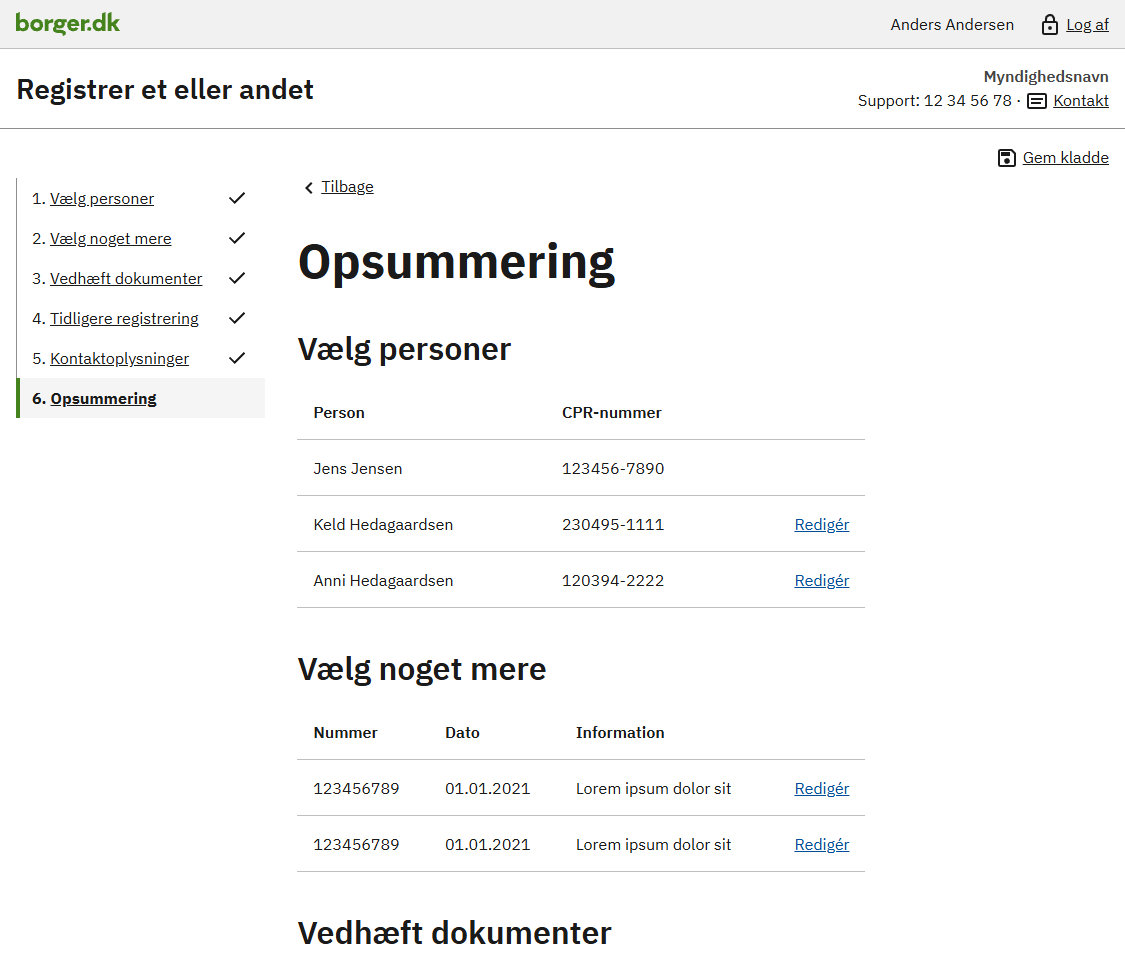 borger.dk
Anders Andersen
Log af
Registrer et eller andet
Myndighedsnavn
Support: 12 34 56 78 · Kontakt
Gem kladde
1. Vælg personer
2. Vælg noget mere
3. Vedhæft dokumenter
4. Tidligere registrering
5. Kontaktoplysninger
6. Opsummering
Tilbage
Opsummering
Vælg personer
Person CPR-nummer
Jens Jensen 123456-7890
Keld Hedagaardsen 230495-1111 Redigér
Anni Hedagaardsen 120394-2222 Redigér
Vælg noget mere
Nummer Dato Information
123456789 01.01.2021 Lorem ipsum dolor sit Redigér
123456789 01.01.2021 Lorem ipsum dolor sit Redigér
Vedhæft dokumenter